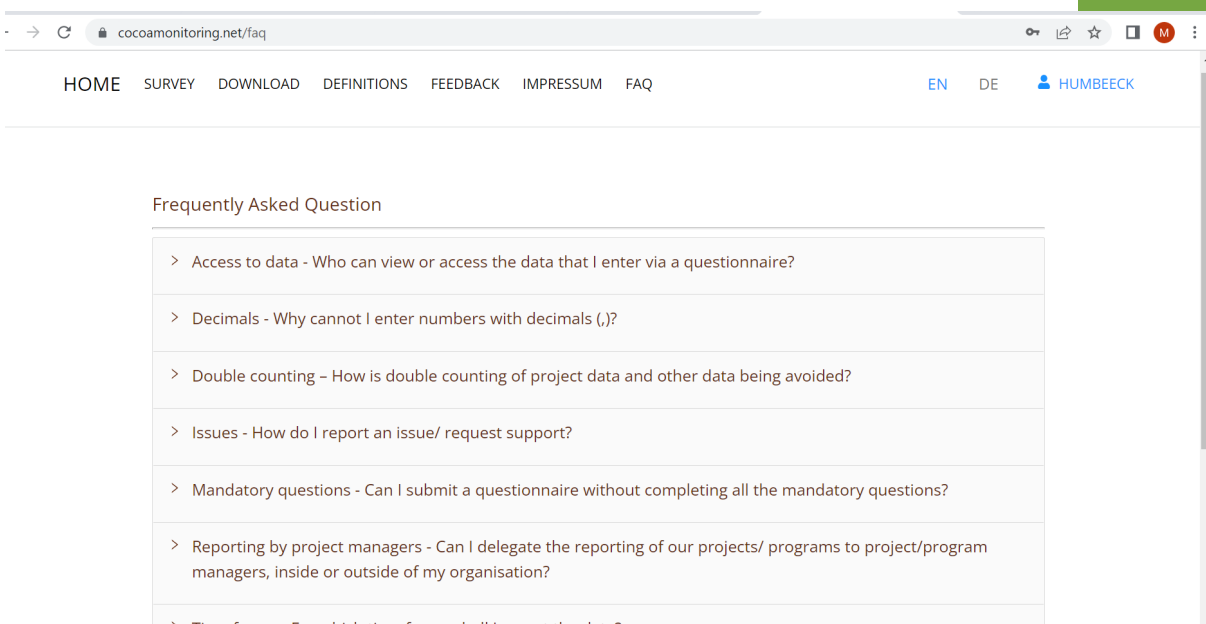 cocoamonitoring.net/faq
M
HOME SURVEY DOWNLOAD DEFINITIONS FEEDBACK IMPRESSUM FAQ EN DE HUMBEECK
Frequently Asked Question
Access to data - Who can view or access the data that I enter via a questionnaire?
Decimals - Why cannot I enter numbers with decimals (,)?
Double counting – How is double counting of project data and other data being avoided?
Issues - How do I report an issue/ request support?
Mandatory questions - Can I submit a questionnaire without completing all the mandatory questions?
Reporting by project managers - Can I delegate the reporting of our projects/ programs to project/program
managers, inside or outside of my organisation?